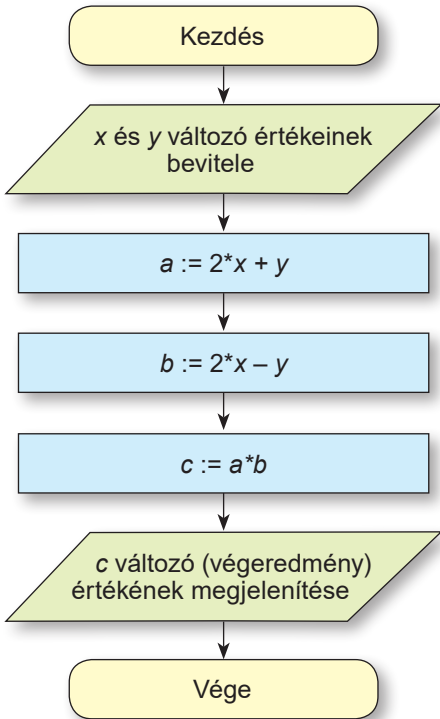 Kezdés
x és y változó értékeinek
bevitele
a := 2*x + y
b := 2*x – y
c := a*b
c változó (végeredmény)
értékének megjelenítése
Vége